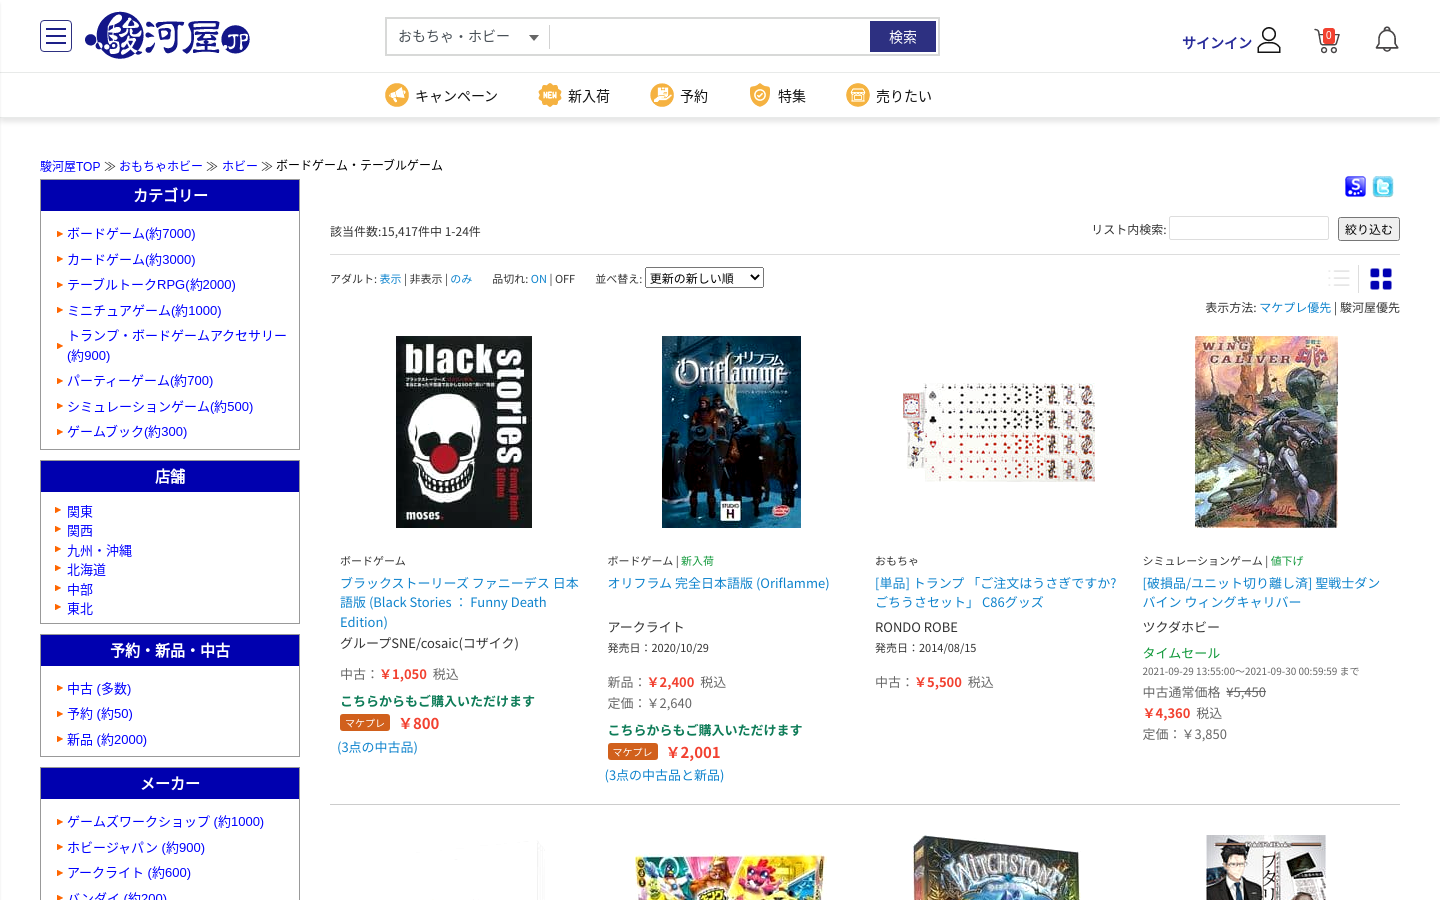 駿河屋JP
おもちゃ・ホビー
検索
サインイン
0
キャンペーン
NEW 新入荷
予約
特集
売りたい
駿河屋TOP ≫ おもちゃホビー ≫ ホビー ≫ ボードゲーム・テーブルゲーム
カテゴリー
ボードゲーム(約7000)
カードゲーム(約3000)
テーブルトークRPG(約2000)
ミニチュアゲーム(約1000)
トランプ・ボードゲームアクセサリー
(約900)
パーティーゲーム(約700)
シミュレーションゲーム(約500)
ゲームブック(約300)
店舗
関東
関西
九州・沖縄
北海道
中部
東北
予約・新品・中古
中古 (多数)
予約 (約50)
新品 (約2000)
メーカー
ゲームズワークショップ (約1000)
ホビージャパン (約900)
アークライト (約600)
バンダイ (約200)
該当件数:15,417件中 1-24件
リスト内検索:
絞り込む
アダルト: 表示 | 非表示 | のみ
品切れ: ON | OFF
並べ替え: 更新の新しい順
表示方法: マケプレ優先 | 駿河屋優先
black
stories
Funny Death
Edition
moses.
ボードゲーム
ブラックストーリーズ ファニーデス 日本
語版 (Black Stories ： Funny Death
Edition)
グループSNE/cosaic(コザイク)
中古：￥1,050 税込
こちらからもご購入いただけます
マケプレ ￥800
(3点の中古品)
オリフラム
Oriflamme
STUDIO
H
ボードゲーム | 新入荷
オリフラム 完全日本語版 (Oriflamme)
アークライト
発売日：2020/10/29
新品：￥2,400 税込
定価：￥2,640
こちらからもご購入いただけます
マケプレ ￥2,001
(3点の中古品と新品)
おもちゃ
[単品] トランプ 「ご注文はうさぎですか?
ごちうさセット」 C86グッズ
RONDO ROBE
発売日：2014/08/15
中古：￥5,500 税込
WING
CALIVER
シミュレーションゲーム | 値下げ
[破損品/ユニット切り離し済] 聖戦士ダン
バイン ウィングキャリバー
ツクダホビー
タイムセール
2021-09-29 13:55:00～2021-09-30 00:59:59 まで
中古通常価格 ￥5,450
￥4,360 税込
定価：￥3,850
WITCHSTONE
フタリ